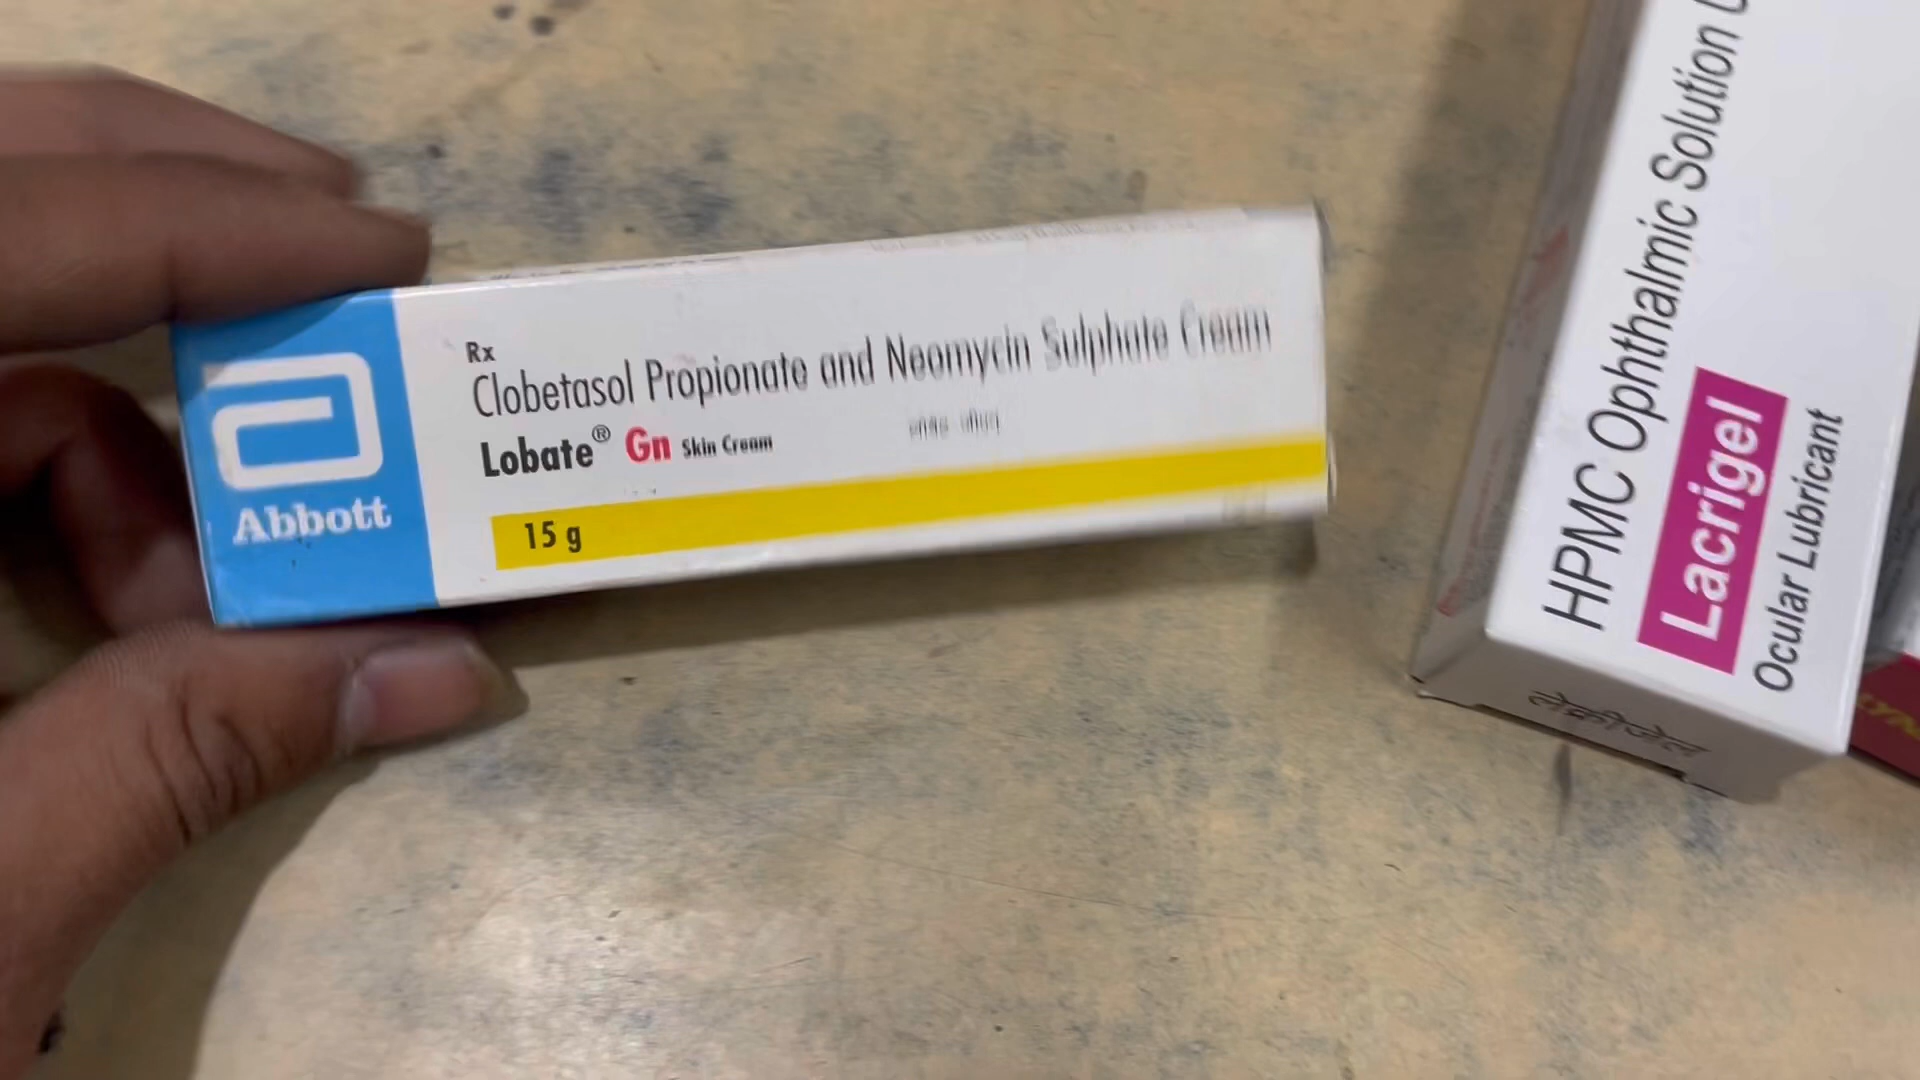 Rx
Clobetasol Propionate and Neomycin Sulphate Cream
Lobate® Gn Skin Cream
15 g
Abbott
HPMC Ophthalmic Solution
Lacrigel
Ocular Lubricant
लेक्रीजेल